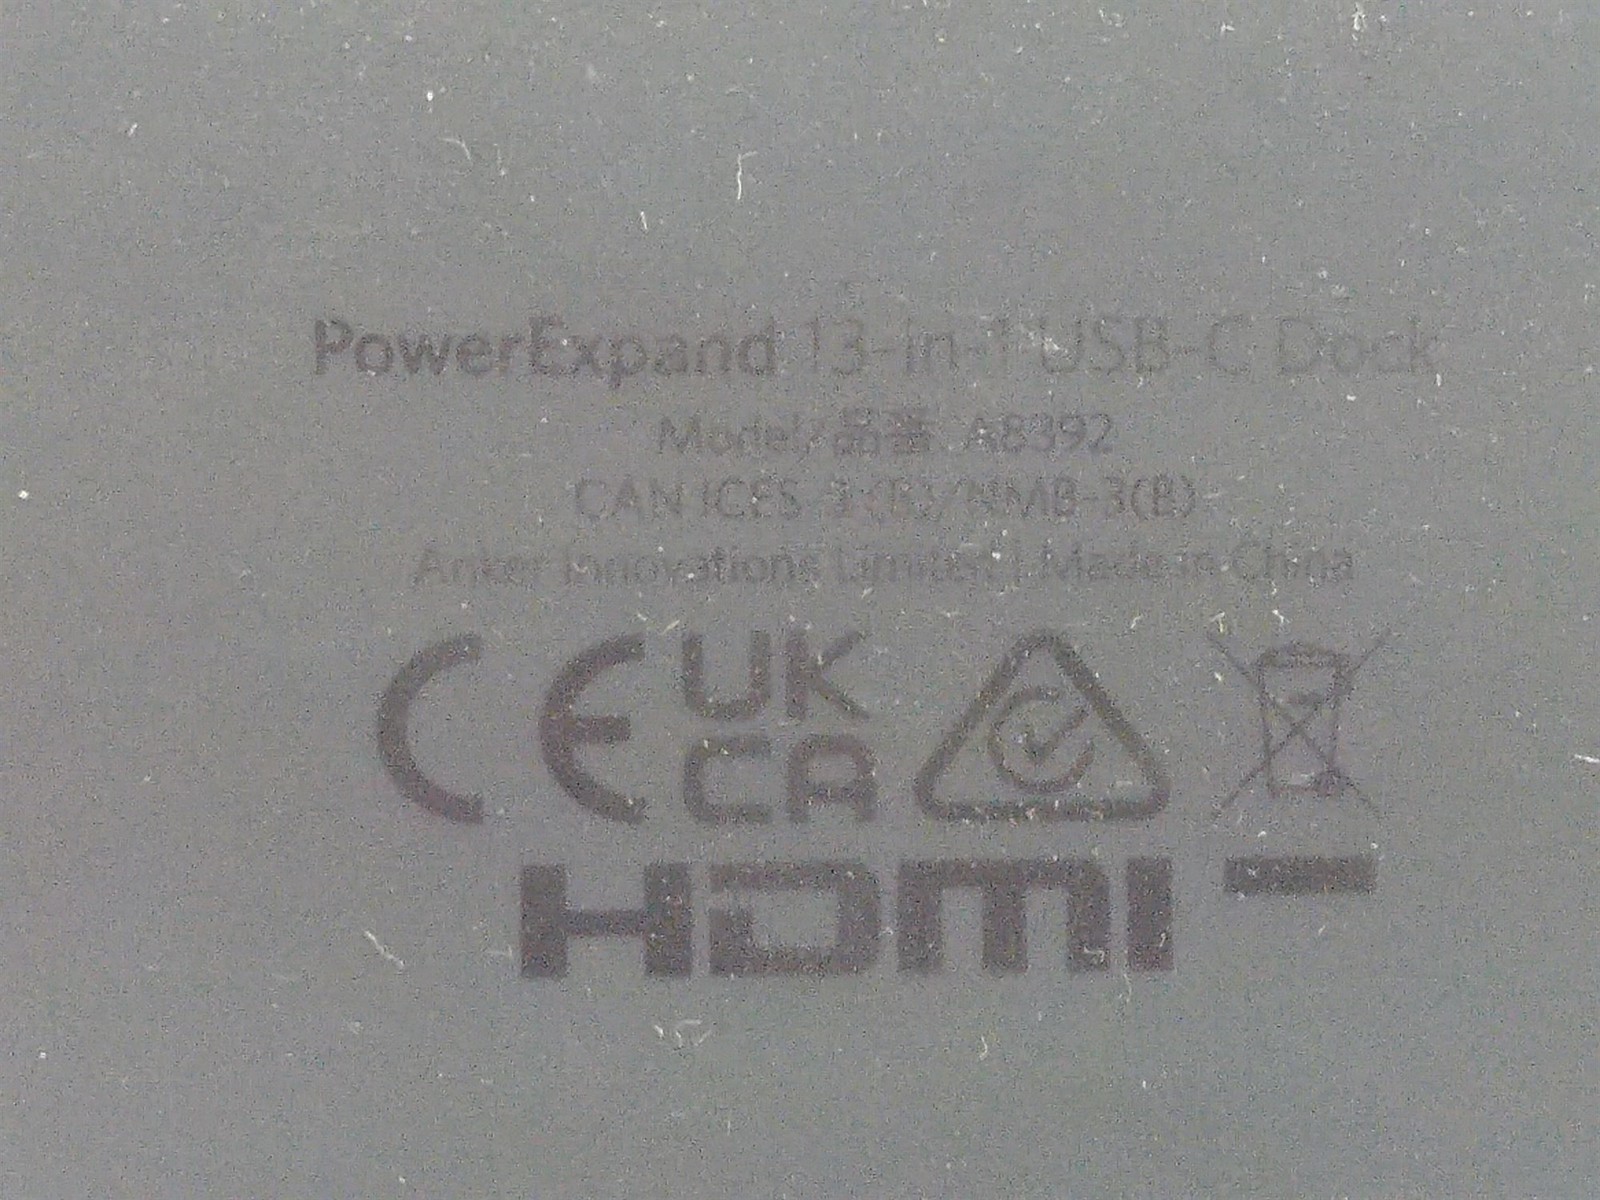 PowerExpand 13-in-1 USB-C Dock
Model/品番: A8392
CAN ICES-3(B)/NMB-3(B)
Anker Innovations Limited | Made in China
CE UK CA
HDMI